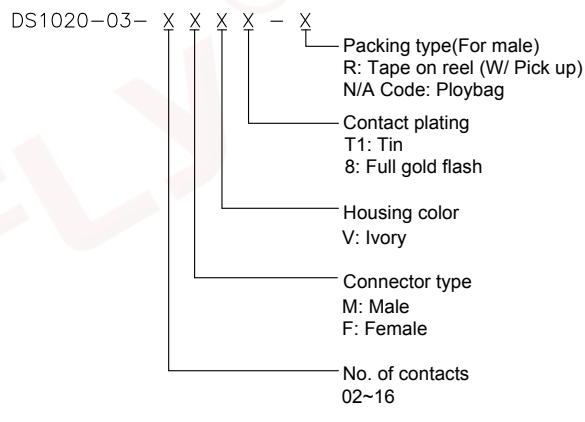 DS1020-03- X X X X - X
Packing type(For male)
R: Tape on reel (W/ Pick up)
N/A Code: Ploybag
Contact plating
T1: Tin
8: Full gold flash
Housing color
V: Ivory
Connector type
M: Male
F: Female
No. of contacts
02~16